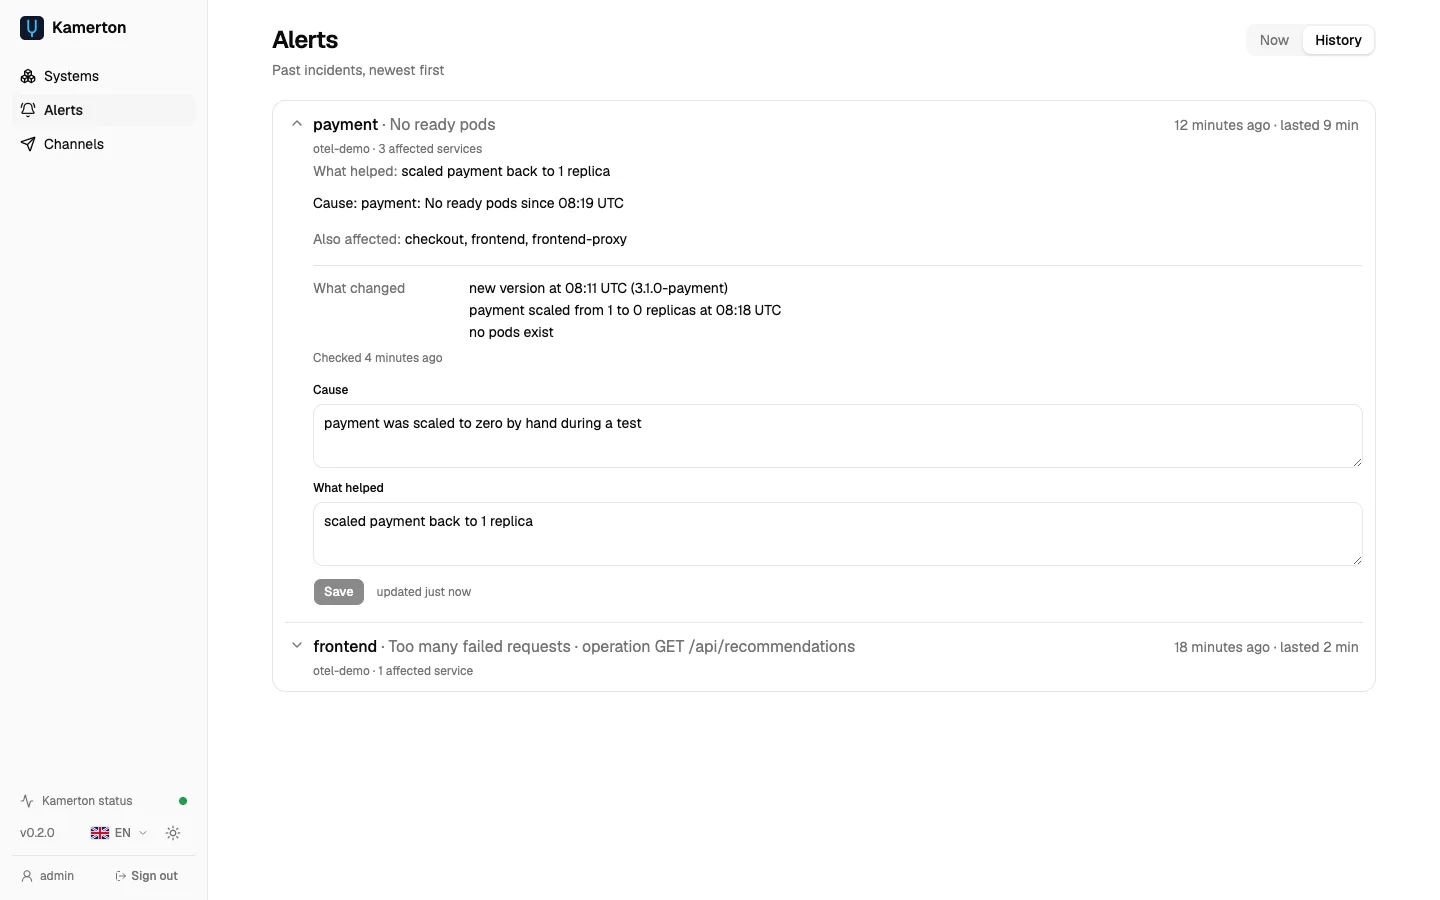 Kamerton
Systems
Alerts
Channels
Kamerton status
v0.2.0 EN
admin Sign out
Alerts
Now History
Past incidents, newest first
payment · No ready pods 12 minutes ago · lasted 9 min
otel-demo · 3 affected services
What helped: scaled payment back to 1 replica
Cause: payment: No ready pods since 08:19 UTC
Also affected: checkout, frontend, frontend-proxy
What changed new version at 08:11 UTC (3.1.0-payment)
payment scaled from 1 to 0 replicas at 08:18 UTC
no pods exist
Checked 4 minutes ago
Cause
payment was scaled to zero by hand during a test
What helped
scaled payment back to 1 replica
Save updated just now
frontend · Too many failed requests · operation GET /api/recommendations 18 minutes ago · lasted 2 min
otel-demo · 1 affected service